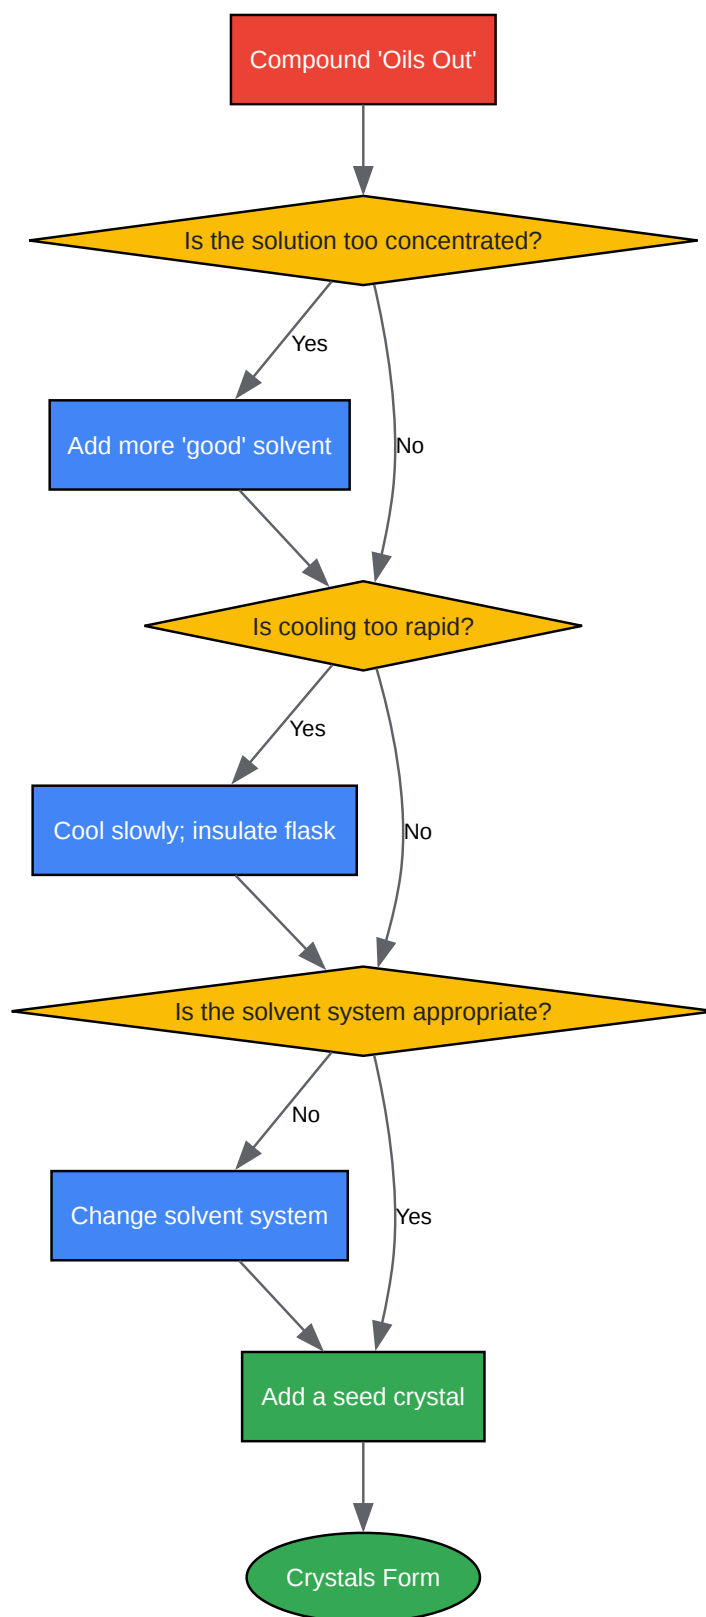 Compound 'Oils Out'
Is the solution too concentrated?
Yes
Add more 'good' solvent
No
Is cooling too rapid?
Yes
Cool slowly; insulate flask
No
Is the solvent system appropriate?
No
Change solvent system
Yes
Add a seed crystal
Crystals Form